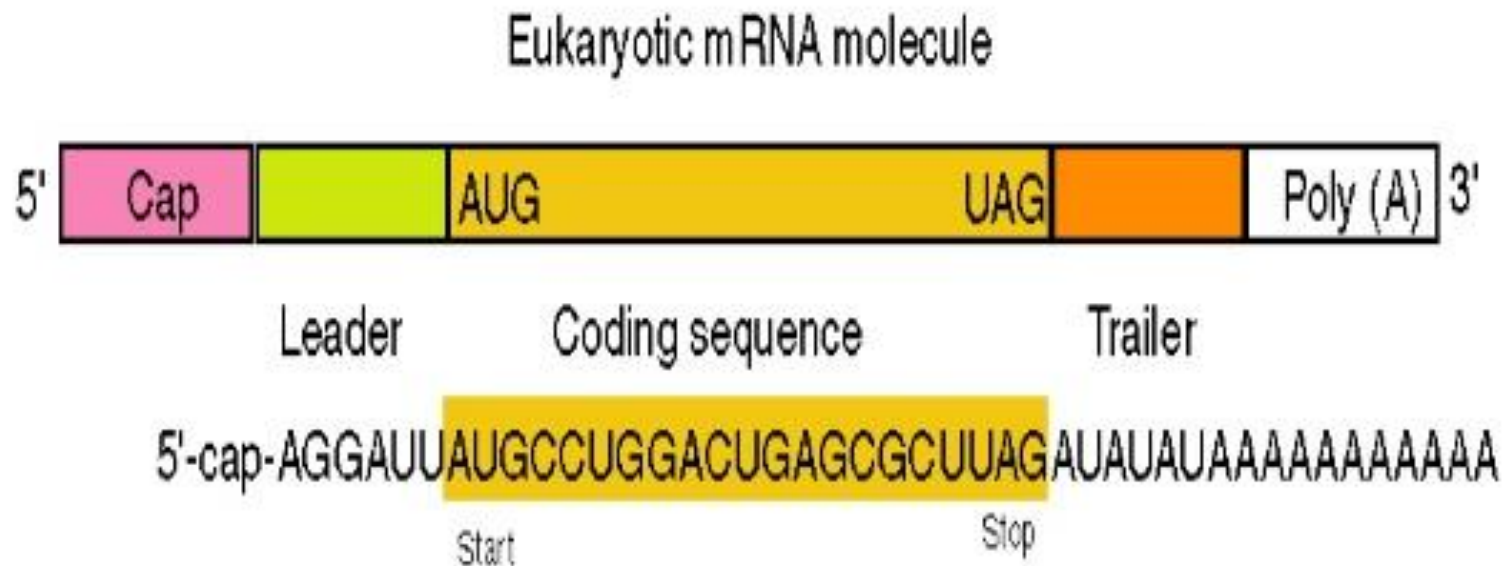 Eukaryotic mRNA molecule
5' Cap AUG UAG Poly (A) 3'
Leader Coding sequence Trailer
5'-cap-AGGAUUAUGCCUGGACUGAGCGCUUAGAUAUAUAAAAAAAAAAA
Start Stop